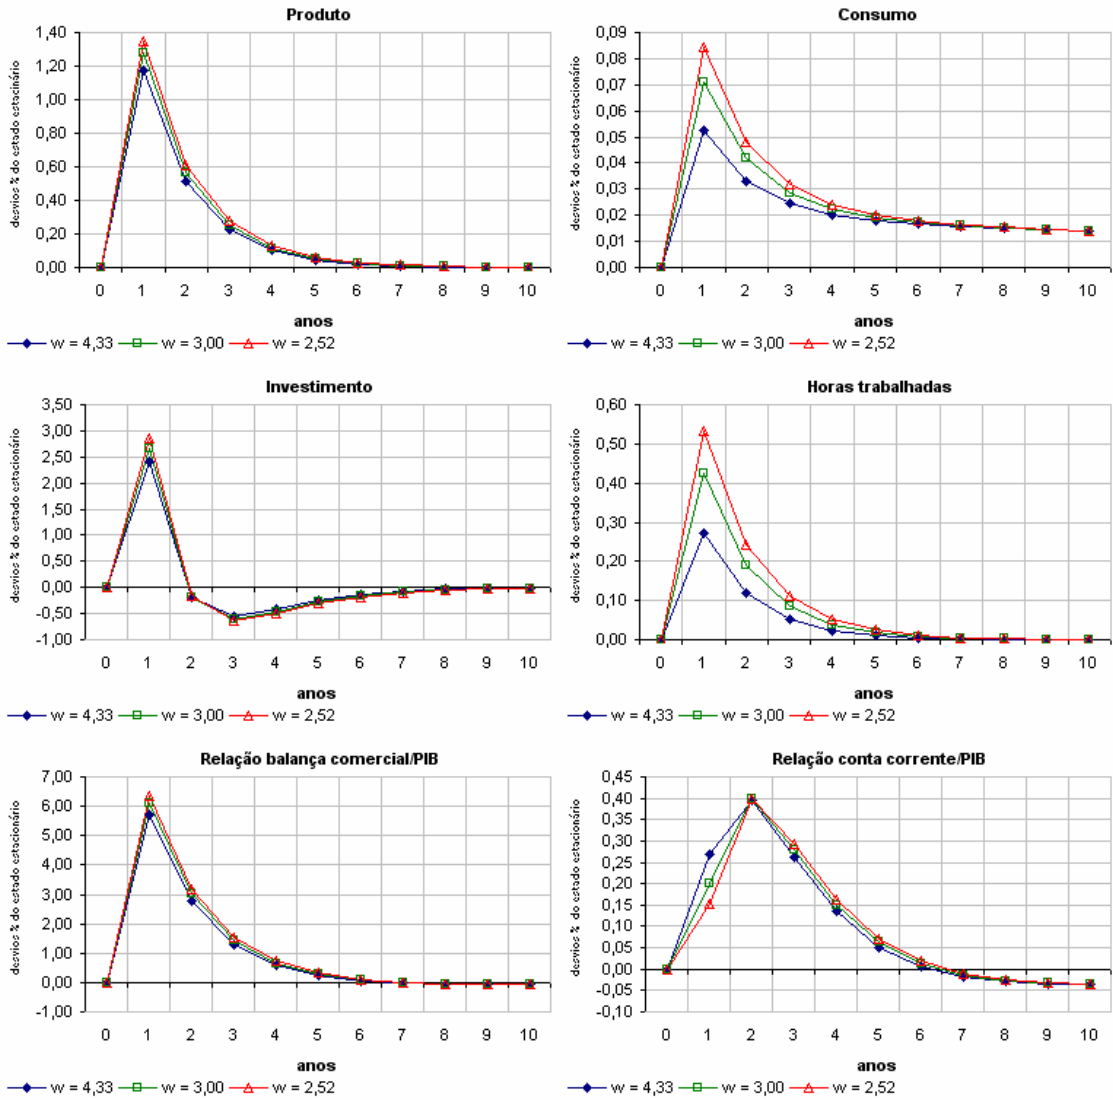 Produto
desvios % do estado estacinário
1,40
1,20
1,00
0,80
0,60
0,40
0,20
0,00
0 1 2 3 4 5 6 7 8 9 10
anos
w = 4,33 w = 3,00 w = 2,52
Consumo
desvios % do estado estacionário
0,09
0,08
0,07
0,06
0,05
0,04
0,03
0,02
0,01
0,00
0 1 2 3 4 5 6 7 8 9 10
anos
w = 4,33 w = 3,00 w = 2,52
Investimento
desvios % do estado estacionário
3,50
3,00
2,50
2,00
1,50
1,00
0,50
0,00
-0,50
-1,00
0 1 2 3 4 5 6 7 8 9 10
anos
w = 4,33 w = 3,00 w = 2,52
Horas trabalhadas
desvios % do estado estacionário
0,60
0,50
0,40
0,30
0,20
0,10
0,00
0 1 2 3 4 5 6 7 8 9 10
anos
w = 4,33 w = 3,00 w = 2,52
Relação balança comercial/PIB
desvios % do estado estacionário
7,00
6,00
5,00
4,00
3,00
2,00
1,00
0,00
-1,00
0 1 2 3 4 5 6 7 8 9 10
anos
w = 4,33 w = 3,00 w = 2,52
Relação conta corrente/PIB
desvios % do estado estacionário
0,45
0,40
0,35
0,30
0,25
0,20
0,15
0,10
0,05
0,00
-0,05
-0,10
0 1 2 3 4 5 6 7 8 9 10
anos
w = 4,33 w = 3,00 w = 2,52